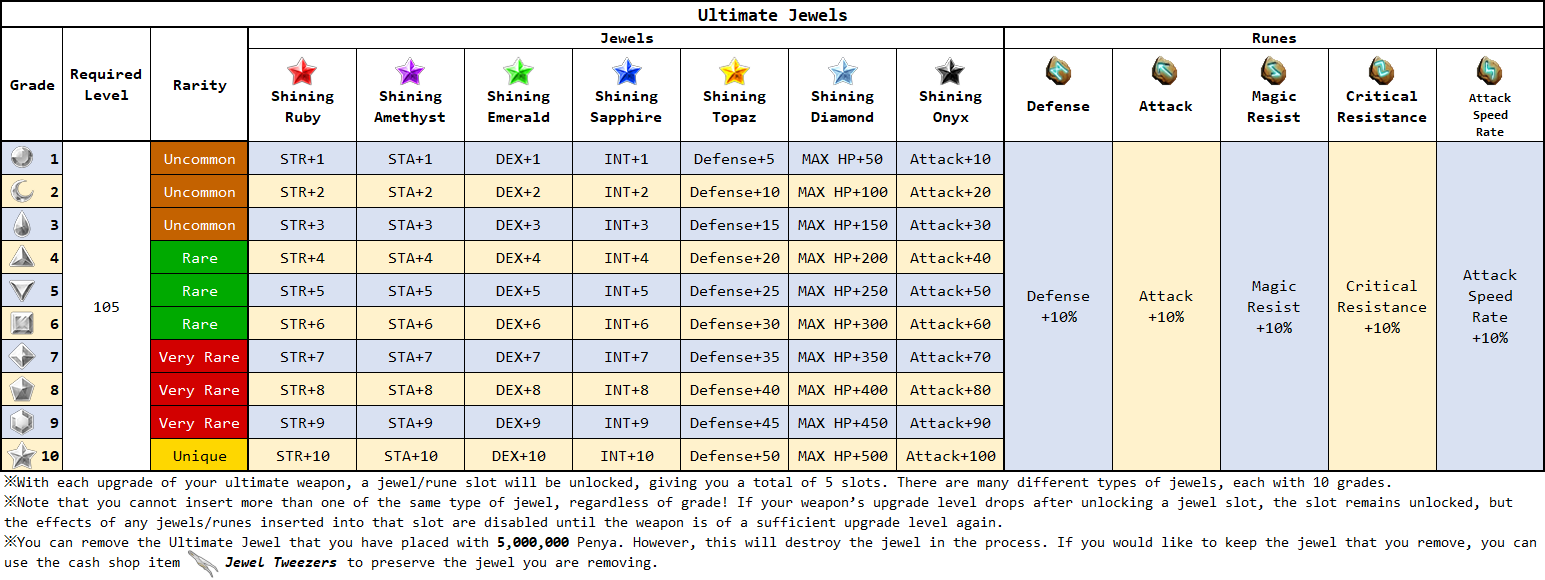 Ultimate Jewels
Grade
Required
Level
Rarity
Jewels
Runes
Shining
Ruby
Shining
Amethyst
Shining
Emerald
Shining
Sapphire
Shining
Topaz
Shining
Diamond
Shining
Onyx
Defense
Attack
Magic
Resist
Critical
Resistance
Attack
Speed
Rate
1 Uncommon STR+1 STA+1 DEX+1 INT+1 Defense+5 MAX HP+50 Attack+10
2 Uncommon STR+2 STA+2 DEX+2 INT+2 Defense+10 MAX HP+100 Attack+20
3 Uncommon STR+3 STA+3 DEX+3 INT+3 Defense+15 MAX HP+150 Attack+30
4 Rare STR+4 STA+4 DEX+4 INT+4 Defense+20 MAX HP+200 Attack+40
5 Rare STR+5 STA+5 DEX+5 INT+5 Defense+25 MAX HP+250 Attack+50
6 Rare STR+6 STA+6 DEX+6 INT+6 Defense+30 MAX HP+300 Attack+60
7 Very Rare STR+7 STA+7 DEX+7 INT+7 Defense+35 MAX HP+350 Attack+70
8 Very Rare STR+8 STA+8 DEX+8 INT+8 Defense+40 MAX HP+400 Attack+80
9 Very Rare STR+9 STA+9 DEX+9 INT+9 Defense+45 MAX HP+450 Attack+90
10 Unique STR+10 STA+10 DEX+10 INT+10 Defense+50 MAX HP+500 Attack+100
105
Defense
+10%
Attack
+10%
Magic
Resist
+10%
Critical
Resistance
+10%
Attack
Speed
Rate
+10%
※With each upgrade of your ultimate weapon, a jewel/rune slot will be unlocked, giving you a total of 5 slots. There are many different types of jewels, each with 10 grades.
※Note that you cannot insert more than one of the same type of jewel, regardless of grade! If your weapon’s upgrade level drops after unlocking a jewel slot, the slot remains unlocked, but
the effects of any jewels/runes inserted into that slot are disabled until the weapon is of a sufficient upgrade level again.
※You can remove the Ultimate Jewel that you have placed with 5,000,000 Penya. However, this will destroy the jewel in the process. If you would like to keep the jewel that you remove, you can
use the cash shop item Jewel Tweezers to preserve the jewel you are removing.